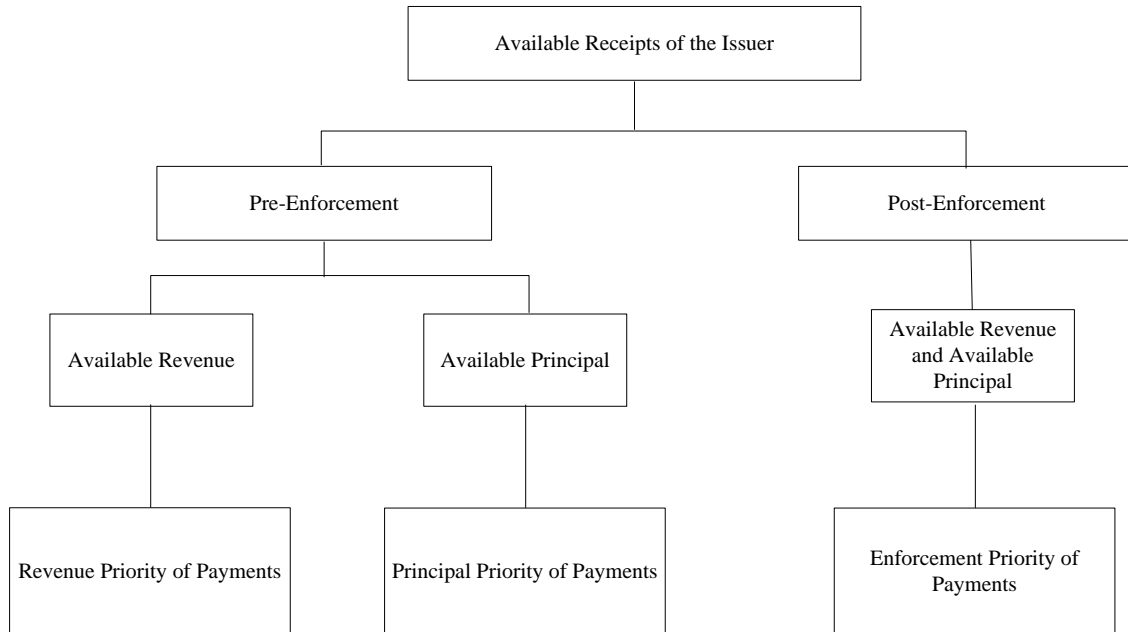 Available Receipts of the Issuer
Pre-Enforcement
Post-Enforcement
Available Revenue
Available Principal
Available Revenue
and Available
Principal
Revenue Priority of Payments
Principal Priority of Payments
Enforcement Priority of
Payments